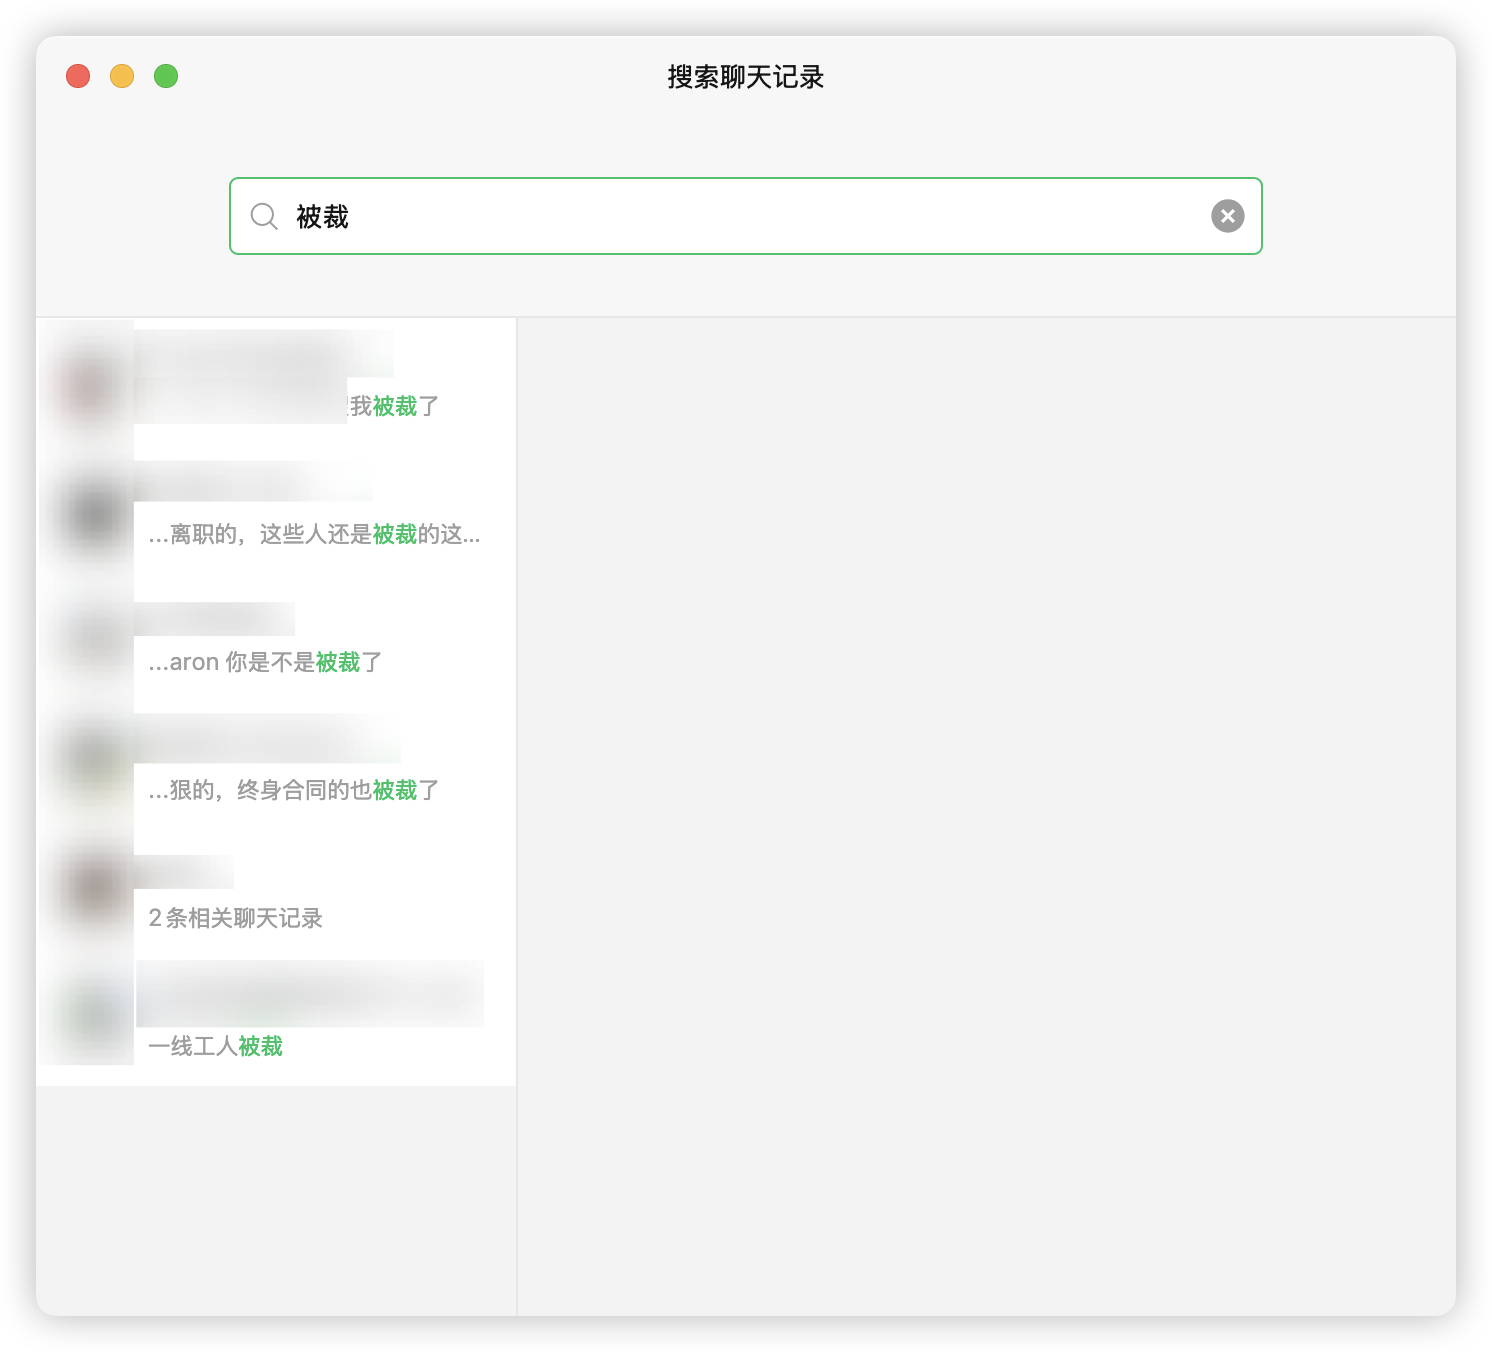 搜索聊天记录
被裁
我被裁了
...离职的，这些人还是被裁的这...
...aron 你是不是被裁了
...狠的，终身合同的也被裁了
2条相关聊天记录
一线工人被裁